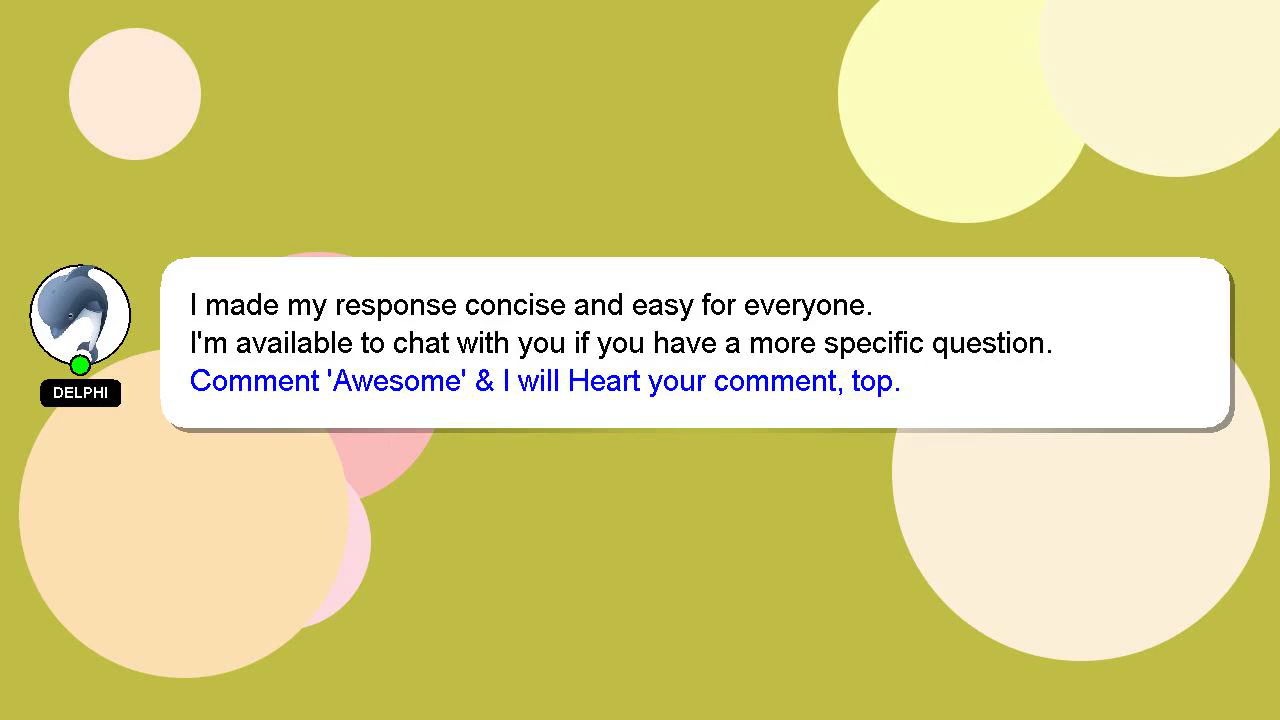 I made my response concise and easy for everyone.
I'm available to chat with you if you have a more specific question.
Comment 'Awesome' & I will Heart your comment, top.
DELPHI